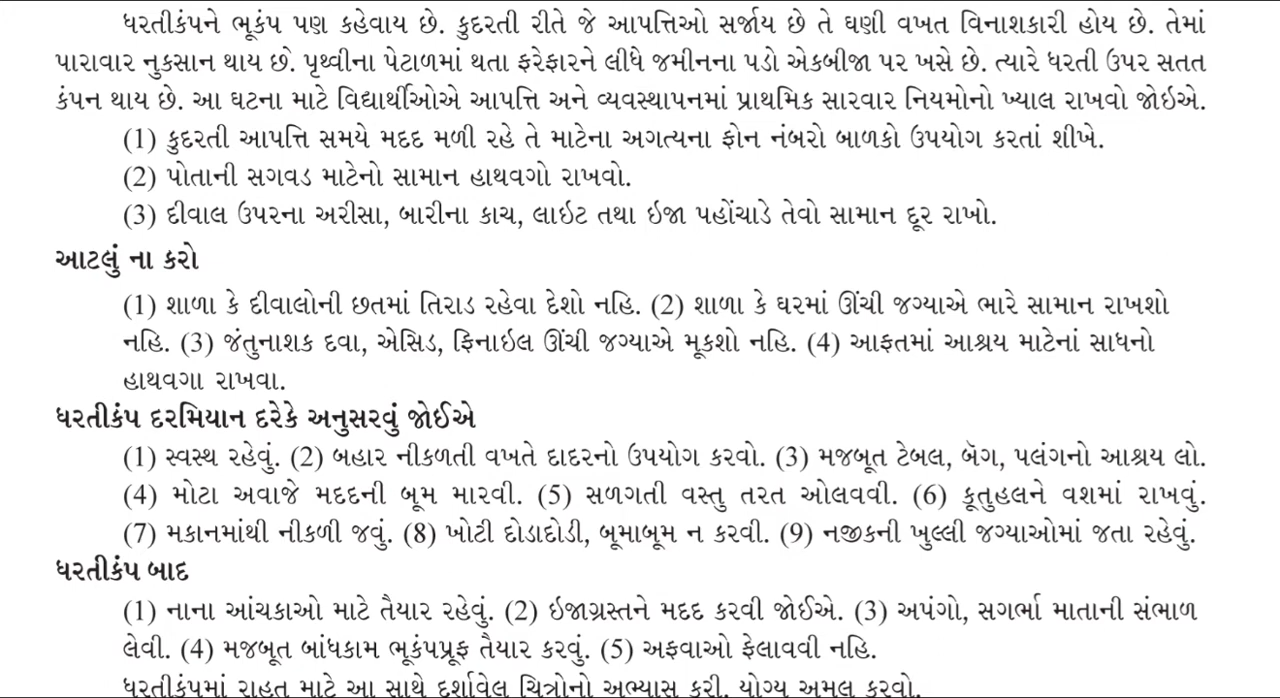 ધરતીકંપને ભૂકંપ પણ કહેવાય છે. કુદરતી રીતે જે આપત્તિઓ સર્જાય છે તે ઘણી વખત વિનાશકારી હોય છે. તેમાં
પારાવાર નુકસાન થાય છે. પૃથ્વીના પેટાળમાં થતા ફરેફારને લીધે જમીનના પડો એકબીજા પર ખસે છે. ત્યારે ધરતી ઉપર સતત
કંપન થાય છે. આ ઘટના માટે વિદ્યાર્થીઓએ આપત્તિ અને વ્યવસ્થાપનમાં પ્રાથમિક સારવાર નિયમોનો ખ્યાલ રાખવો જોઇએ.
(1) કુદરતી આપત્તિ સમયે મદદ મળી રહે તે માટેના અગત્યના ફોન નંબરો બાળકો ઉપયોગ કરતાં શીખે.
(2) પોતાની સગવડ માટેનો સામાન હાથવગો રાખવો.
(3) દીવાલ ઉપરના અરીસા, બારીના કાચ, લાઇટ તથા ઇજા પહોંચાડે તેવો સામાન દૂર રાખો.
આટલું ના કરો
(1) શાળા કે દીવાલોની છતમાં તિરાડ રહેવા દેશો નહિ. (2) શાળા કે ઘરમાં ઊંચી જગ્યાએ ભારે સામાન રાખશો
નહિ. (3) જંતુનાશક દવા, એસિડ, ફિનાઇલ ઊંચી જગ્યાએ મૂકશો નહિ. (4) આફતમાં આશ્રય માટેનાં સાધનો
હાથવગા રાખવા.
ધરતીકંપ દરમિયાન દરેકે અનુસરવું જોઈએ
(1) સ્વસ્થ રહેવું. (2) બહાર નીકળતી વખતે દાદરનો ઉપયોગ કરવો. (3) મજબૂત ટેબલ, બૅગ, પલંગનો આશ્રય લો.
(4) મોટા અવાજે મદદની બૂમ મારવી. (5) સળગતી વસ્તુ તરત ઓલવવી. (6) કૂતુહલને વશમાં રાખવું.
(7) મકાનમાંથી નીકળી જવું. (8) ખોટી દોડાદોડી, બૂમાબૂમ ન કરવી. (9) નજીકની ખુલ્લી જગ્યાઓમાં જતા રહેવું.
ધરતીકંપ બાદ
(1) નાના આંચકાઓ માટે તૈયાર રહેવું. (2) ઇજાગ્રસ્તને મદદ કરવી જોઈએ. (3) અપંગો, સગર્ભા માતાની સંભાળ
લેવી. (4) મજબૂત બાંધકામ ભૂકંપપ્રૂફ તૈયાર કરવું. (5) અફવાઓ ફેલાવવી નહિ.
ધરતીકંપમાં રાહત માટે આ સાથે દર્શાવેલ ચિત્રોનો અભ્યાસ કરી. યોગ્ય અમલ કરવો.